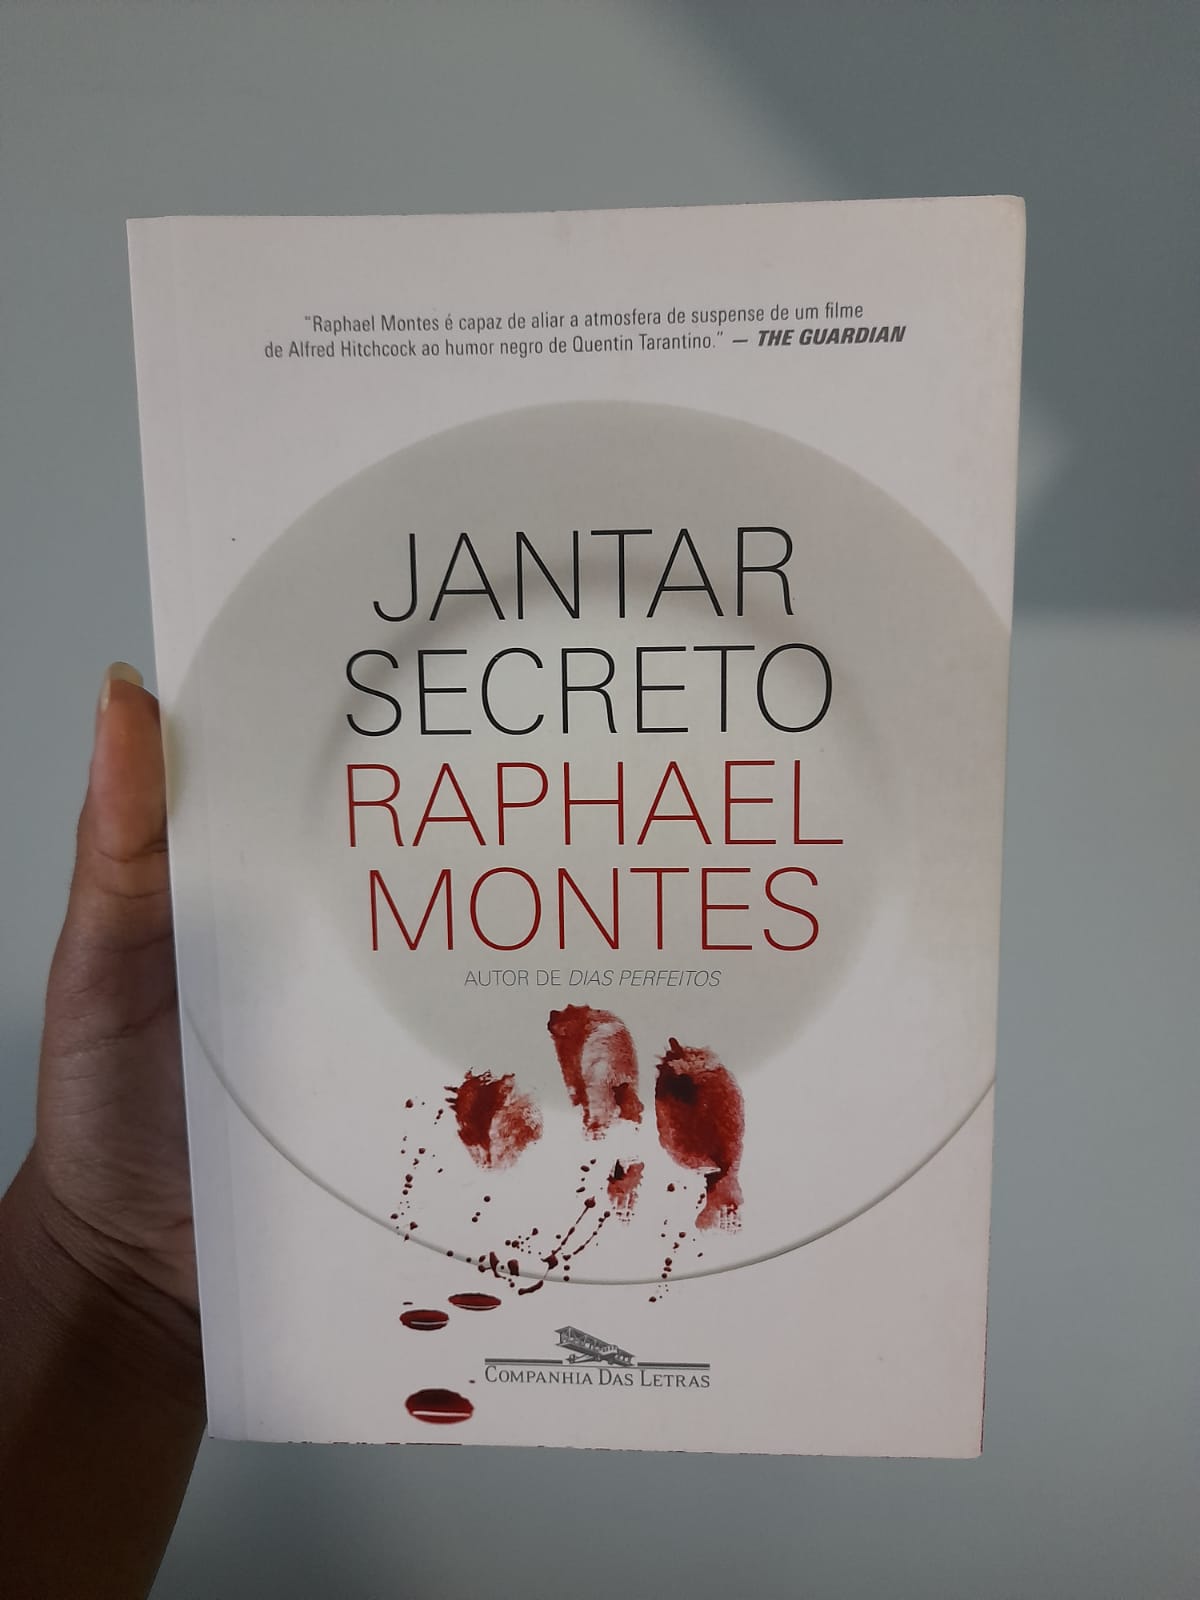 “Raphael Montes é capaz de aliar a atmosfera de suspense de um filme
de Alfred Hitchcock ao humor negro de Quentin Tarantino.” — THE GUARDIAN
JANTAR
SECRETO
RAPHAEL
MONTES
AUTOR DE DIAS PERFEITOS
COMPANHIA DAS LETRAS